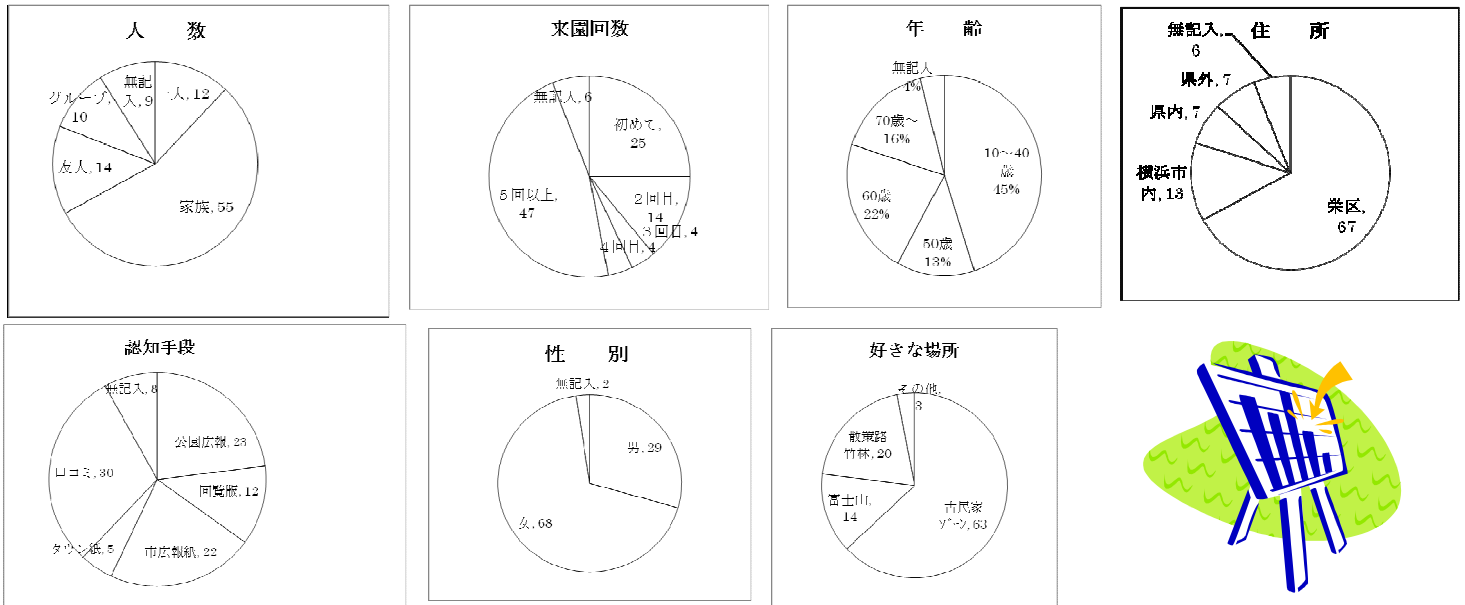 人　　数
無記
入, 9
一人, 12
グループ,
10
友人, 14
家族, 55
来園回数
無記入, 6
初めて,
25
５回以上,
47
２回目,
14
３回目, 4
４回目, 4
年　　齢
無記入
4%
70歳～
16%
10～40
歳
45%
60歳
22%
50歳
13%
住　　所
無記入,
6
県外, 7
県内, 7
横浜市
内, 13
栄区,
67
認知手段
無記入, 8
公園広報, 23
口コミ, 30
回覧版, 12
タウン紙, 5
市広報紙, 22
性　　別
無記入, 2
男, 29
女, 68
好きな場所
その他,
3
散策路
竹林, 20
富士山,
14
古民家
ｿﾞｰﾝ, 63